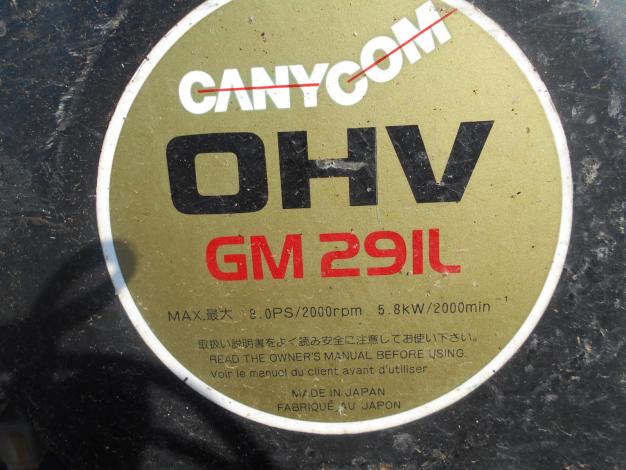 CANYCOM
OHV
GM 291L
MAX.最大 8.0PS/2000rpm 5.8kW/2000min⁻¹
取扱い説明書をよく読み安全に注意してお使い下さい。
READ THE OWNER'S MANUAL BEFORE USING.
Voir le manuel du client avant d'utiliser
MADE IN JAPAN
FABRIQUÉ AU JAPON